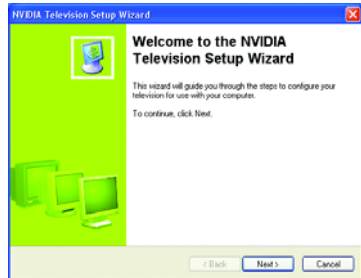 NVIDIA Television Setup Wizard
Welcome to the NVIDIA
Television Setup Wizard
This wizard will guide you through the steps to configure your
television for use with your computer.
To continue, click Next.
< Back
Next >
Cancel